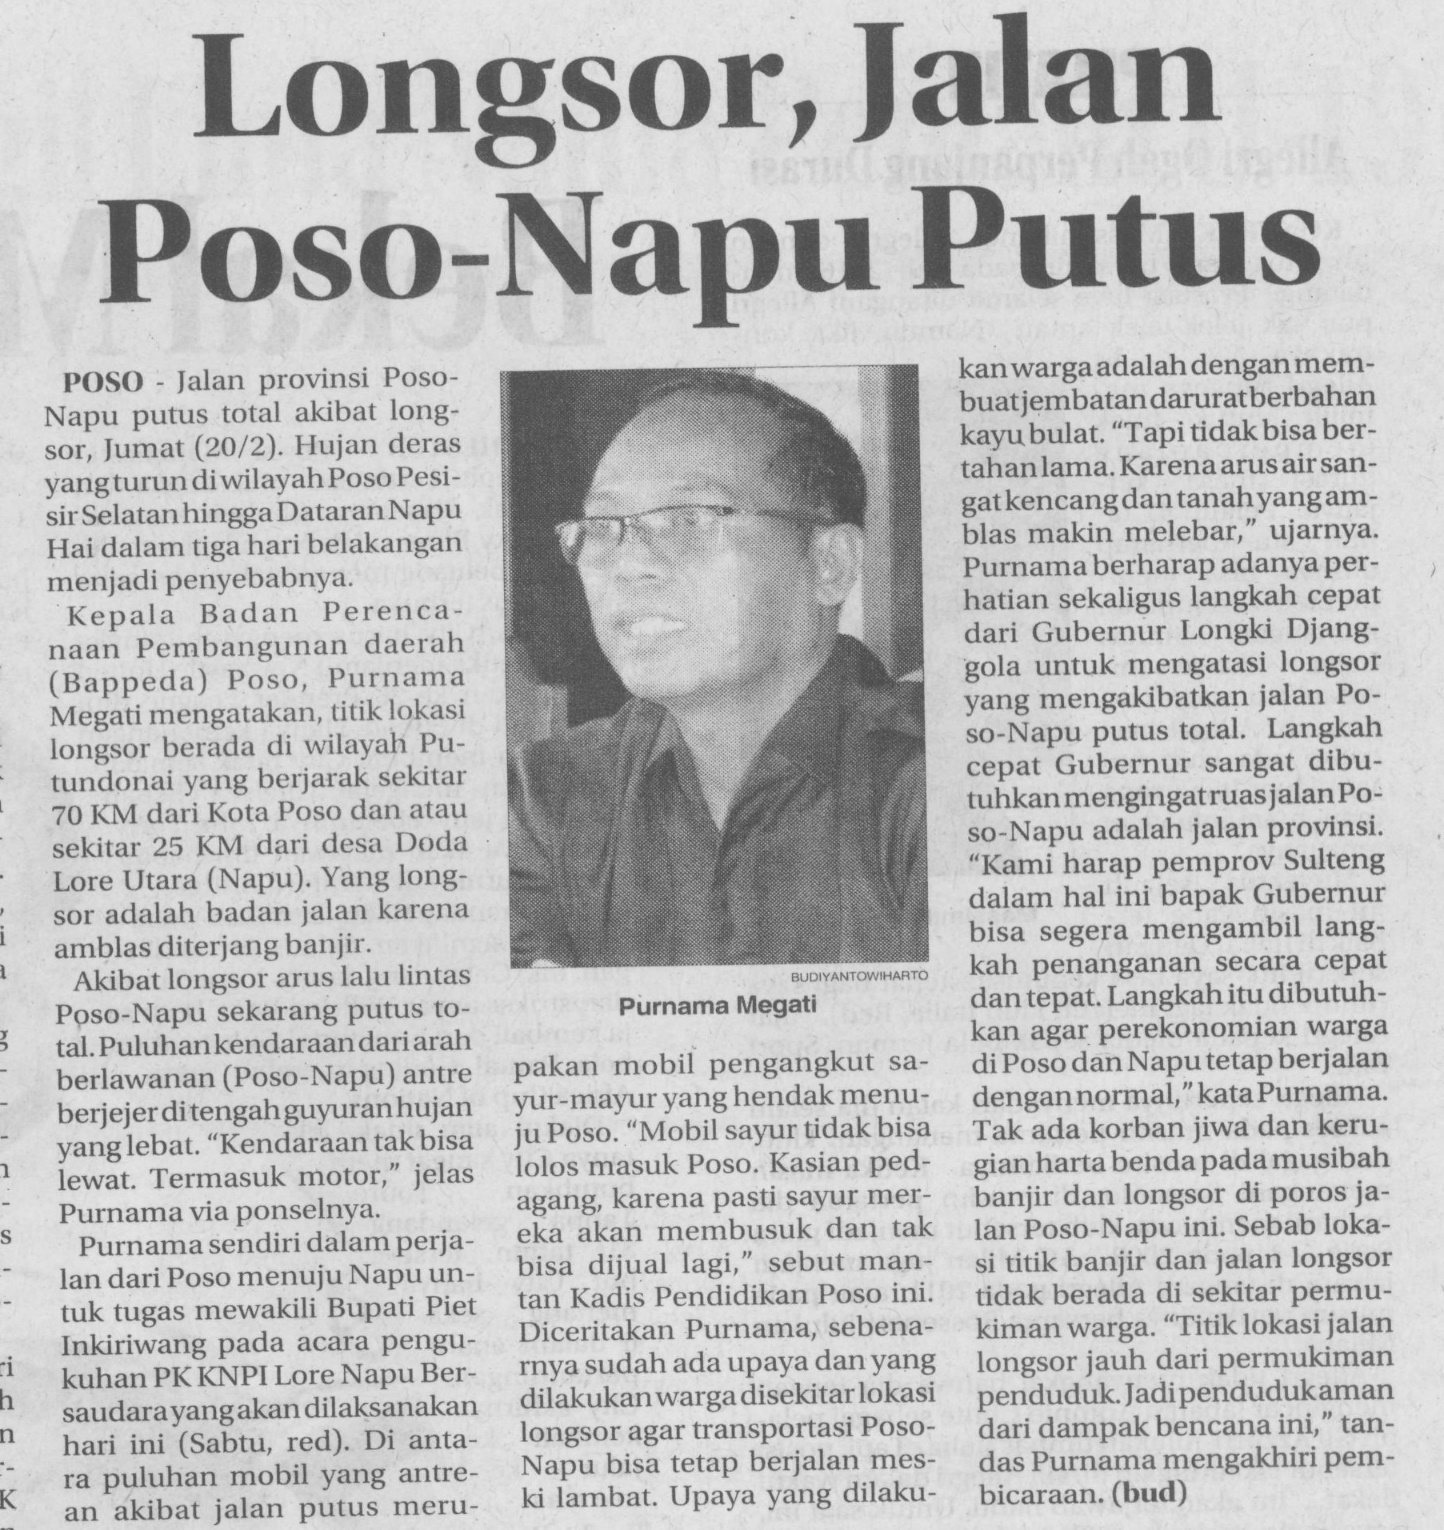 Longsor, Jalan
Poso-Napu Putus
POSO - Jalan provinsi Poso-
Napu putus total akibat long-
sor, Jumat (20/2). Hujan deras
yang turun di wilayah Poso Pesi-
sir Selatan hingga Dataran Napu
Hai dalam tiga hari belakangan
menjadi penyebabnya.
Kepala Badan Perenca-
naan Pembangunan daerah
(Bappeda) Poso, Purnama
Megati mengatakan, titik lokasi
longsor berada di wilayah Pu-
tundonai yang berjarak sekitar
70 KM dari Kota Poso dan atau
sekitar 25 KM dari desa Doda
Lore Utara (Napu). Yang long-
sor adalah badan jalan karena
amblas diterjang banjir.
Akibat longsor arus lalu lintas
Poso-Napu sekarang putus to-
tal. Puluhan kendaraan dari arah
berlawanan (Poso-Napu) antre
berjejer di tengah guyuran hujan
yang lebat. “Kendaraan tak bisa
lewat. Termasuk motor,” jelas
Purnama via ponselnya.
Purnama sendiri dalam perja-
lan dari Poso menuju Napu un-
tuk tugas mewakili Bupati Piet
Inkiriwang pada acara pengu-
kuhan PK KNPI Lore Napu Ber-
saudara yang akan dilaksanakan
hari ini (Sabtu, red). Di anta-
ra puluhan mobil yang antre-
an akibat jalan putus meru-
BUDIYANTOWIHARTO
Purnama Megati
pakan mobil pengangkut sa-
yur-mayur yang hendak menu-
ju Poso. “Mobil sayur tidak bisa
lolos masuk Poso. Kasian ped-
agang, karena pasti sayur mer-
eka akan membusuk dan tak
bisa dijual lagi,” sebut man-
tan Kadis Pendidikan Poso ini.
Diceritakan Purnama, sebena-
rnya sudah ada upaya dan yang
dilakukan warga disekitar lokasi
longsor agar transportasi Poso-
Napu bisa tetap berjalan mes-
ki lambat. Upaya yang dilaku-
kan warga adalah dengan mem-
buat jembatan darurat berbahan
kayu bulat. “Tapi tidak bisa ber-
tahan lama. Karena arus air san-
gat kencang dan tanah yang am-
blas makin melebar,” ujarnya.
Purnama berharap adanya per-
hatian sekaligus langkah cepat
dari Gubernur Longki Djang-
gola untuk mengatasi longsor
yang mengakibatkan jalan Po-
so-Napu putus total. Langkah
cepat Gubernur sangat dibu-
tuhkan mengingat ruas jalan Po-
so-Napu adalah jalan provinsi.
“Kami harap pemprov Sulteng
dalam hal ini bapak Gubernur
bisa segera mengambil lang-
kah penanganan secara cepat
dan tepat. Langkah itu dibutuh-
kan agar perekonomian warga
di Poso dan Napu tetap berjalan
dengan normal,” kata Purnama.
Tak ada korban jiwa dan keru-
gian harta benda pada musibah
banjir dan longsor di poros ja-
lan Poso-Napu ini. Sebab loka-
si titik banjir dan jalan longsor
tidak berada di sekitar permu-
kiman warga. “Titik lokasi jalan
longsor jauh dari permukiman
penduduk. Jadi penduduk aman
dari dampak bencana ini,” tan-
das Purnama mengakhiri pem-
bicaraan. (bud)